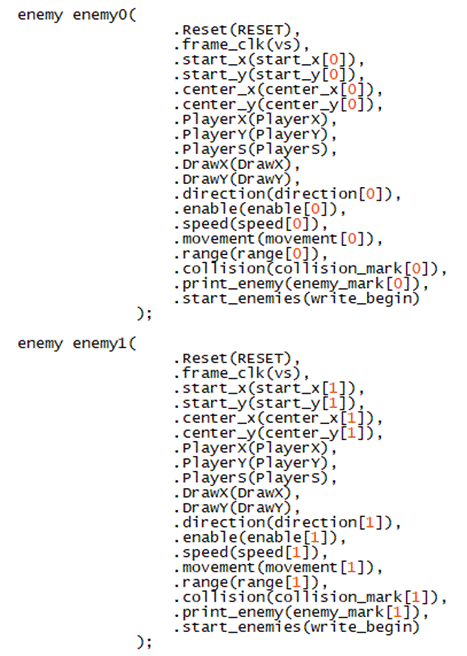 enemy enemy0(
.Reset(RESET),
.frame_clk(vs),
.start_x(start_x[0]),
.start_y(start_y[0]),
.center_x(center_x[0]),
.center_y(center_y[0]),
.PlayerX(PlayerX),
.PlayerY(PlayerY),
.PlayerS(PlayerS),
.DrawX(DrawX),
.DrawY(DrawY),
.direction(direction[0]),
.enable(enable[0]),
.speed(speed[0]),
.movement(movement[0]),
.range(range[0]),
.collision(collision_mark[0]),
.print_enemy(enemy_mark[0]),
.start_enemies(write_begin)
);
enemy enemy1(
.Reset(RESET),
.frame_clk(vs),
.start_x(start_x[1]),
.start_y(start_y[1]),
.center_x(center_x[1]),
.center_y(center_y[1]),
.PlayerX(PlayerX),
.PlayerY(PlayerY),
.PlayerS(PlayerS),
.DrawX(DrawX),
.DrawY(DrawY),
.direction(direction[1]),
.enable(enable[1]),
.speed(speed[1]),
.movement(movement[1]),
.range(range[1]),
.collision(collision_mark[1]),
.print_enemy(enemy_mark[1]),
.start_enemies(write_begin)
);